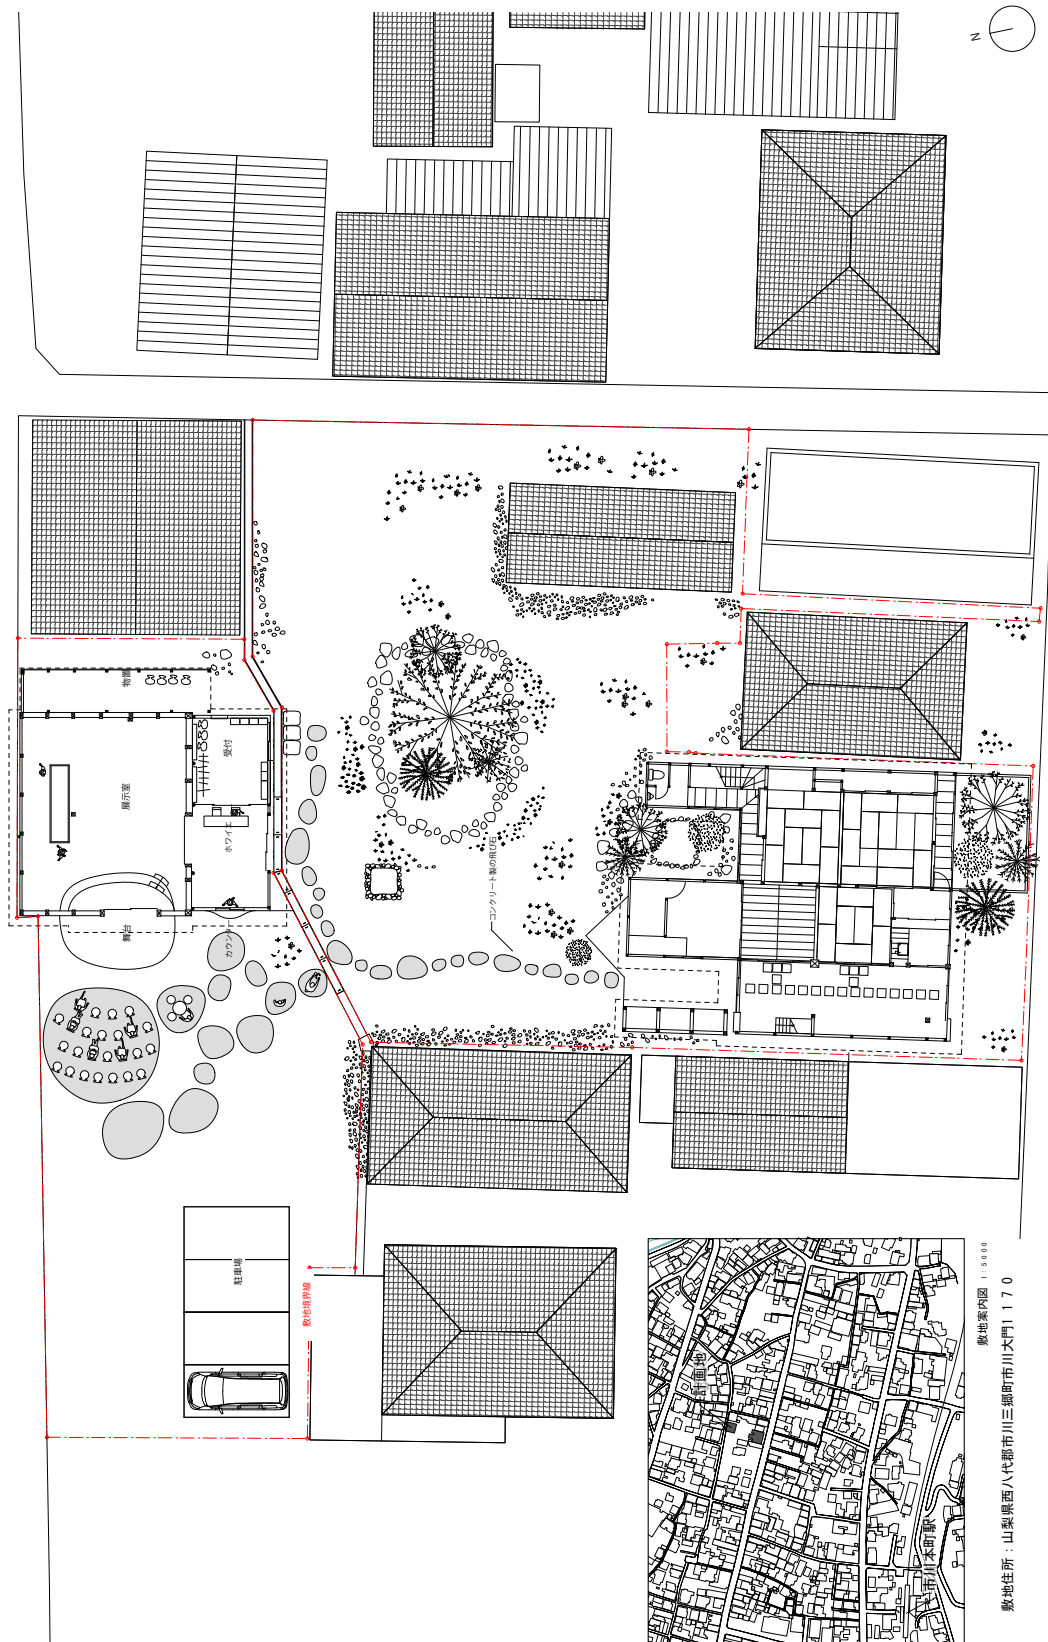 N
物置
受付
展示室
ホワイエ
舞台
カウンタ
コンクリート製の飛び石
駐車場
敷地境界線
計画地
市川本町駅
敷地案内図 1:5000
敷地住所：山梨県西八代郡市川三郷町市川大門1170